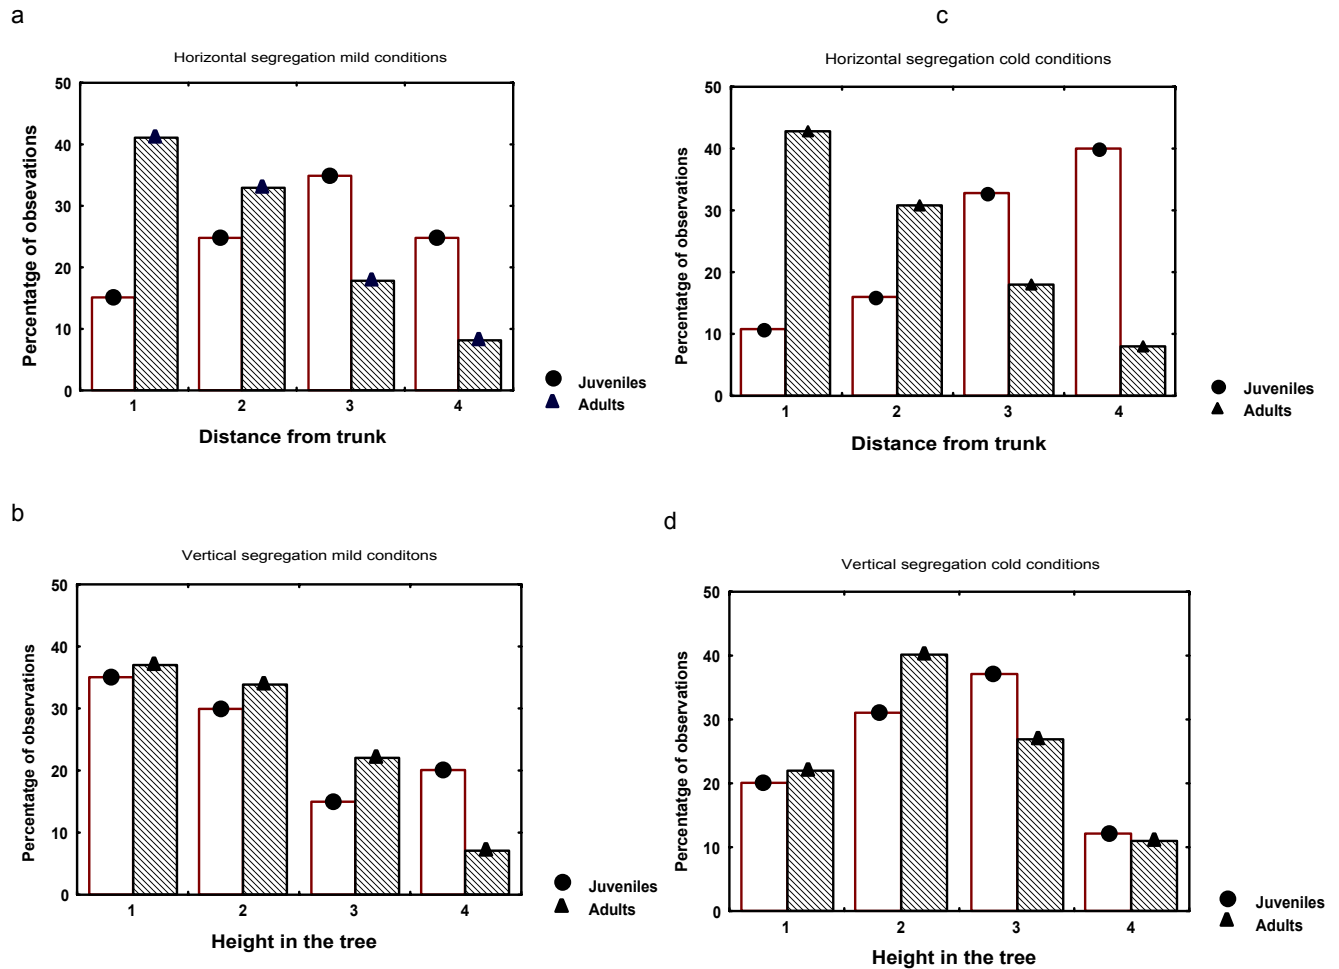 a
Horizontal segregation mild conditions
Percentatge of obsevations
50
40
30
20
10
0
1 2 3 4
Distance from trunk
Juveniles
Adults
c
Horizontal segregation cold conditions
Percentatge of observations
50
40
30
20
10
0
1 2 3 4
Distance from trunk
Juveniles
Adults
b
Vertical segregation mild conditons
Percentatge of observations
50
40
30
20
10
0
1 2 3 4
Height in the tree
Juveniles
Adults
d
Vertical segregation cold conditions
Percentatge of observations
50
40
30
20
10
0
1 2 3 4
Height in the tree
Juveniles
Adults